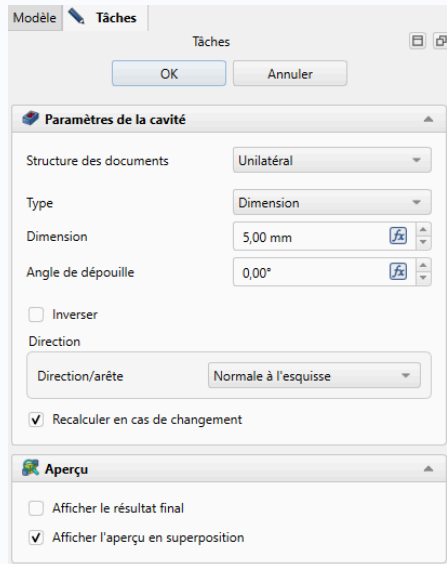 Modèle Tâches
Tâches
OK Annuler
Paramètres de la cavité
Structure des documents Unilatéral
Type Dimension
Dimension 5,00 mm fx
Angle de dépouille 0,00° fx
Inverser
Direction
Direction/arête Normale à l'esquisse
Recalculer en cas de changement
Aperçu
Afficher le résultat final
Afficher l'aperçu en superposition